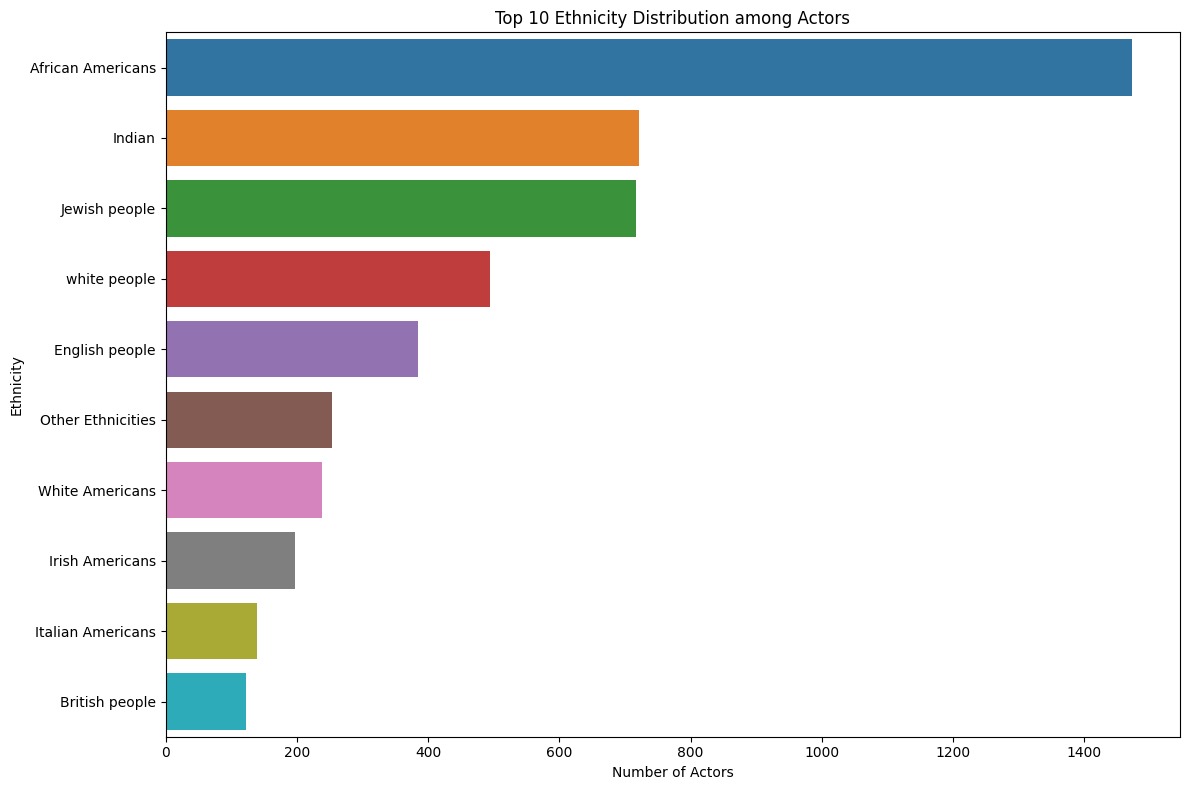 Top 10 Ethnicity Distribution among Actors
African Americans
Indian
Jewish people
white people
English people
Other Ethnicities
White Americans
Irish Americans
Italian Americans
British people
Ethnicity
0 200 400 600 800 1000 1200 1400
Number of Actors